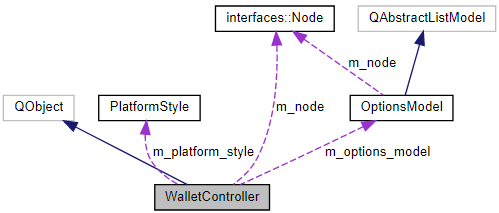 interfaces::Node
QAbstractListModel
m_node
QObject
PlatformStyle
m_node
OptionsModel
m_platform_style
m_options_model
WalletController